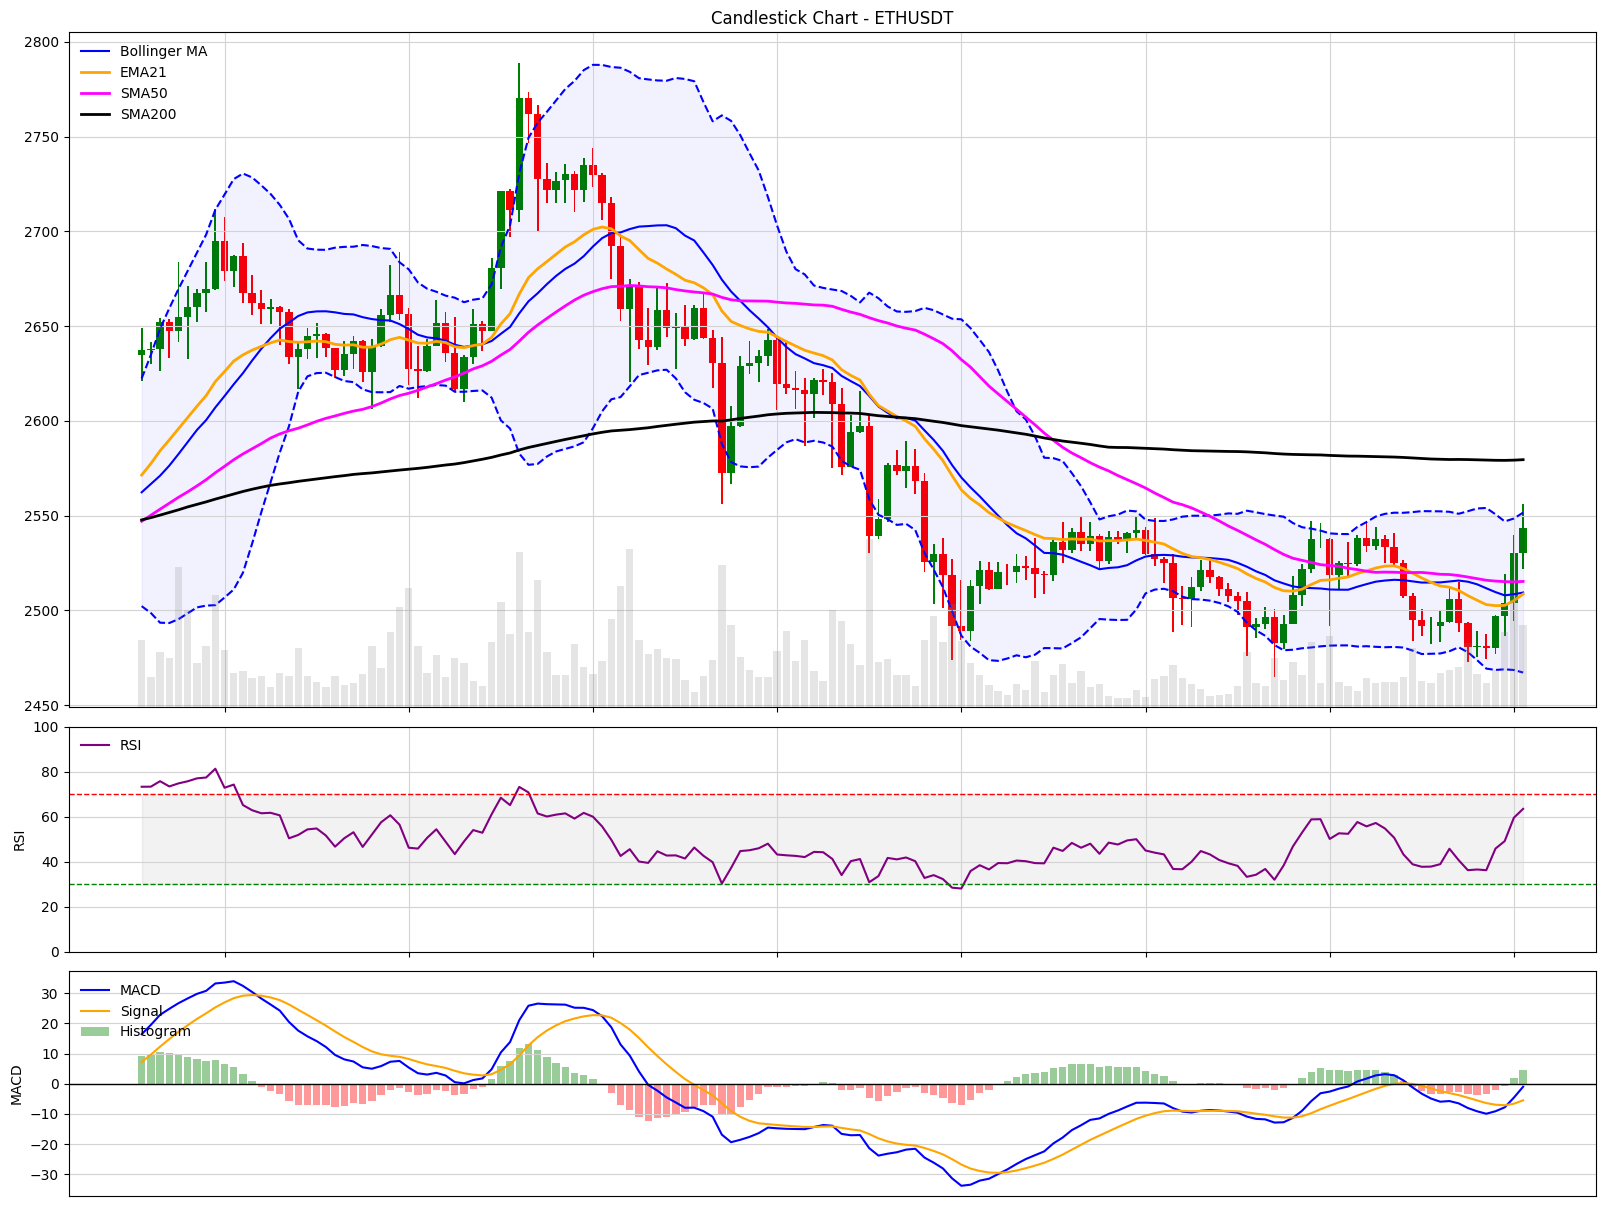 Candlestick Chart - ETHUSDT
2800
2750
2700
2650
2600
2550
2500
2450
Bollinger MA
EMA21
SMA50
SMA200
100
80
60
40
20
0
RSI
RSI
30
20
10
0
−10
−20
−30
MACD
MACD
Signal
Histogram